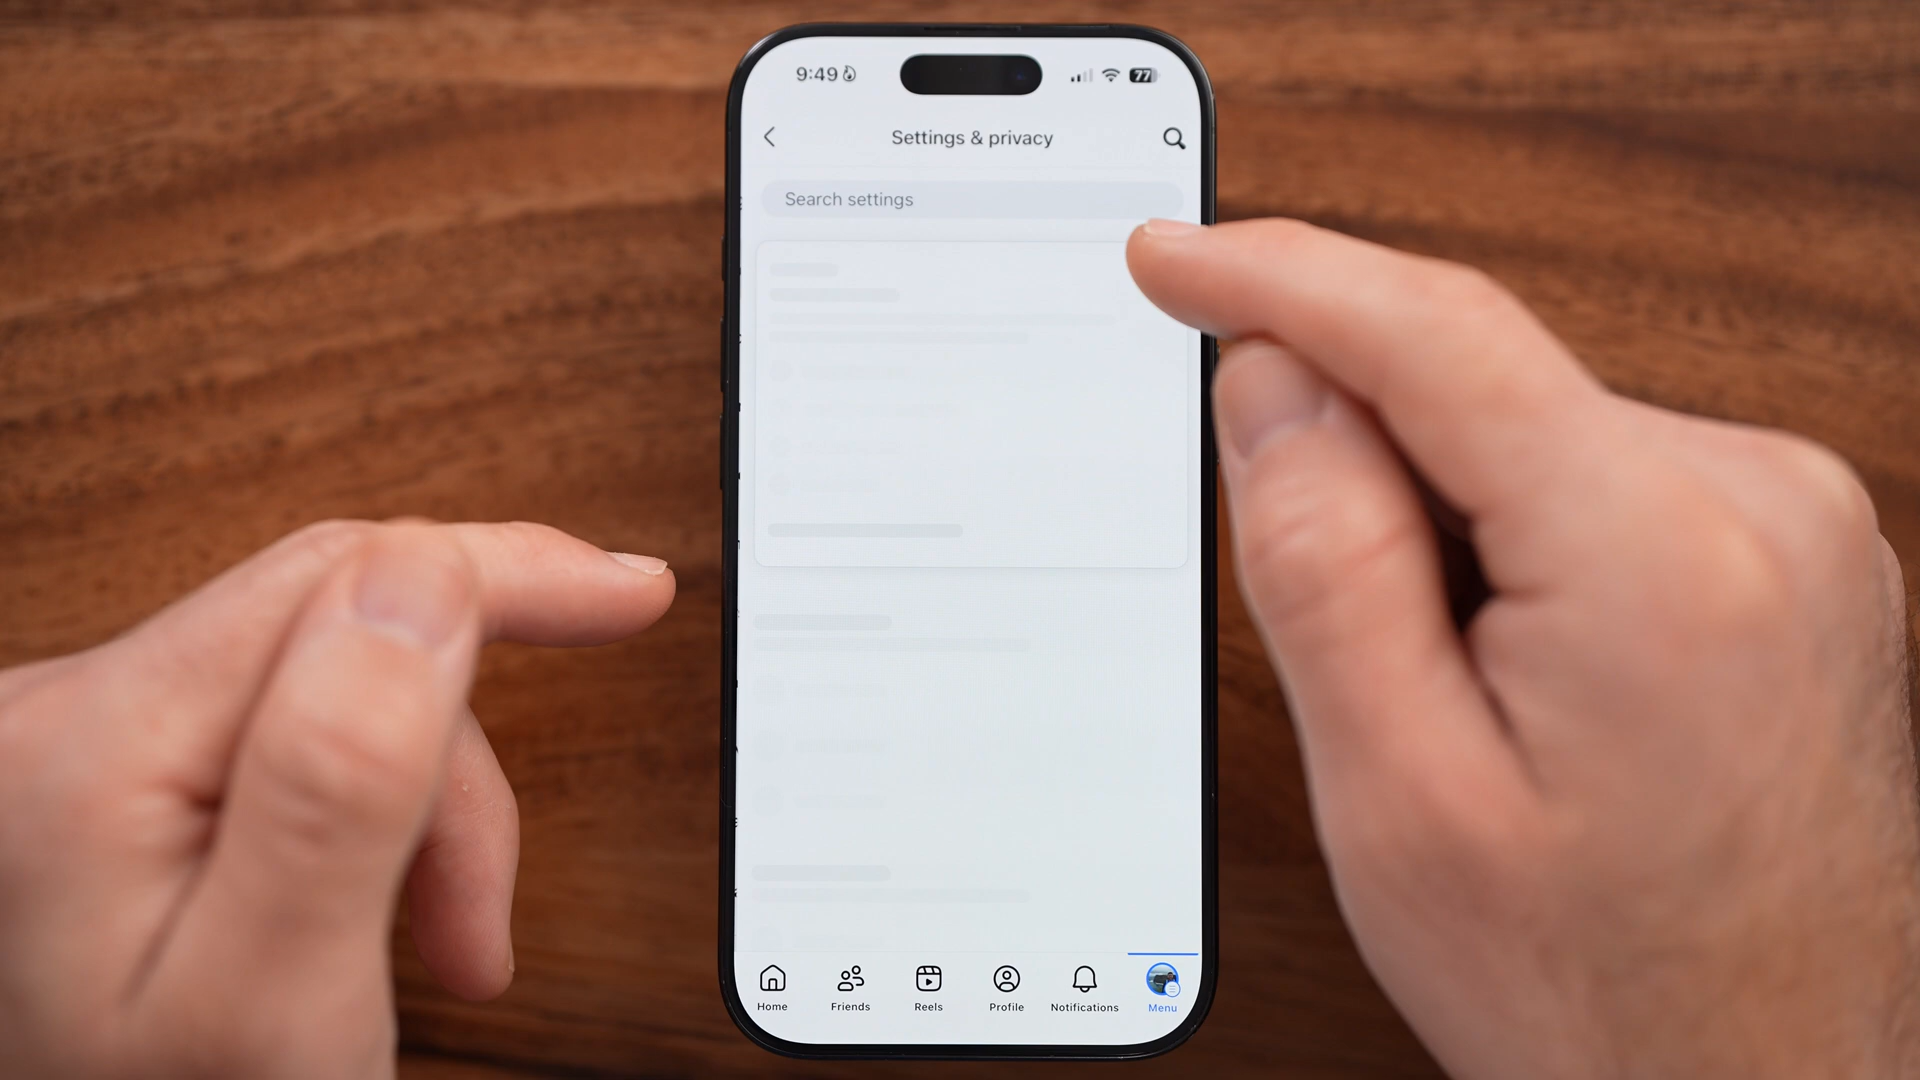 9:49
77
Settings & privacy
Search settings
Home
Friends
Reels
Profile
Notifications
Menu